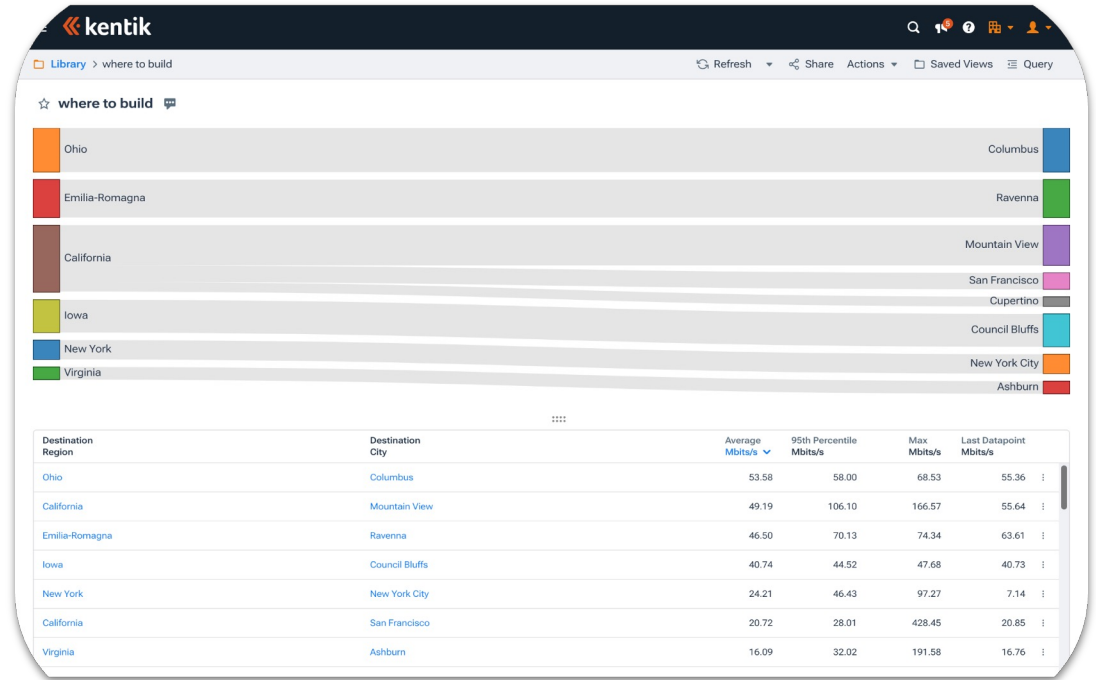 kentik
5
Library > where to build
Refresh Share Actions Saved Views Query
where to build
Ohio
Columbus
Emilia-Romagna
Ravenna
California
Mountain View
San Francisco
Cupertino
Iowa
Council Bluffs
New York
New York City
Virginia
Ashburn
Destination Region Destination City Average Mbits/s 95th Percentile Mbits/s Max Mbits/s Last Datapoint Mbits/s
Ohio Columbus 53.58 58.00 68.53 55.36
California Mountain View 49.19 106.10 166.57 55.64
Emilia-Romagna Ravenna 46.50 70.13 74.34 63.61
Iowa Council Bluffs 40.74 44.52 47.68 40.73
New York New York City 24.21 46.43 97.27 7.14
California San Francisco 20.72 28.01 428.45 20.85
Virginia Ashburn 16.09 32.02 191.58 16.76